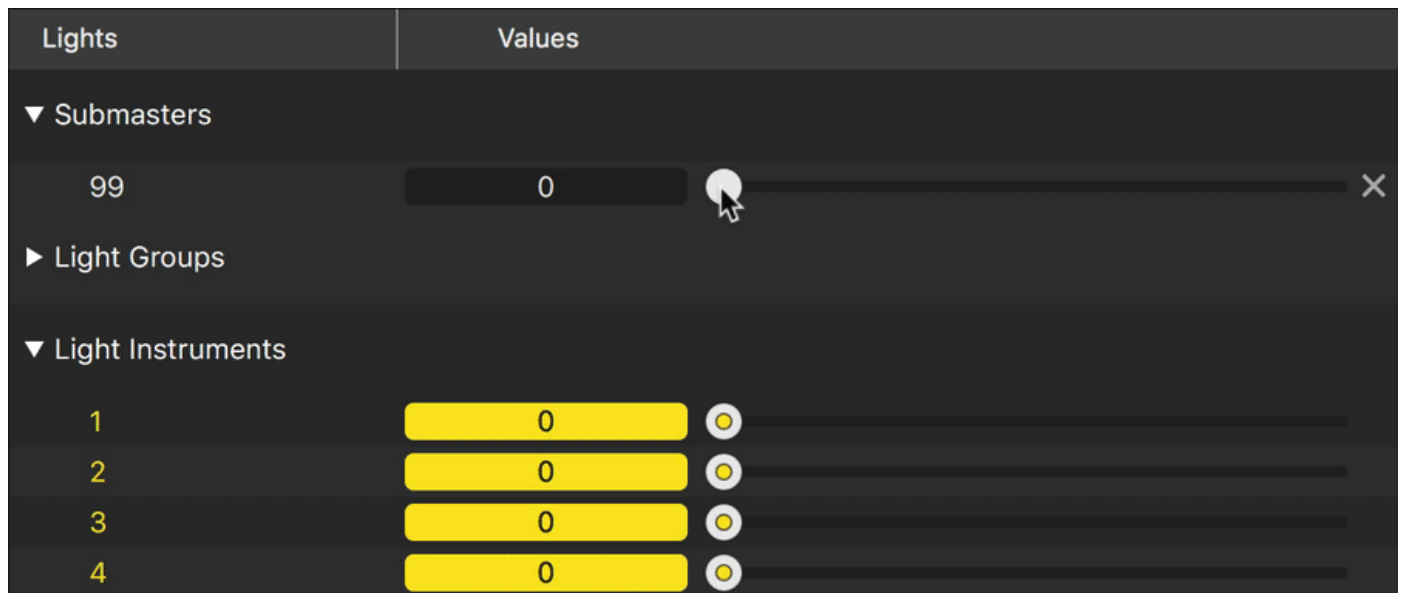 Lights Values
Submasters
99 0
Light Groups
Light Instruments
1 0
2 0
3 0
4 0